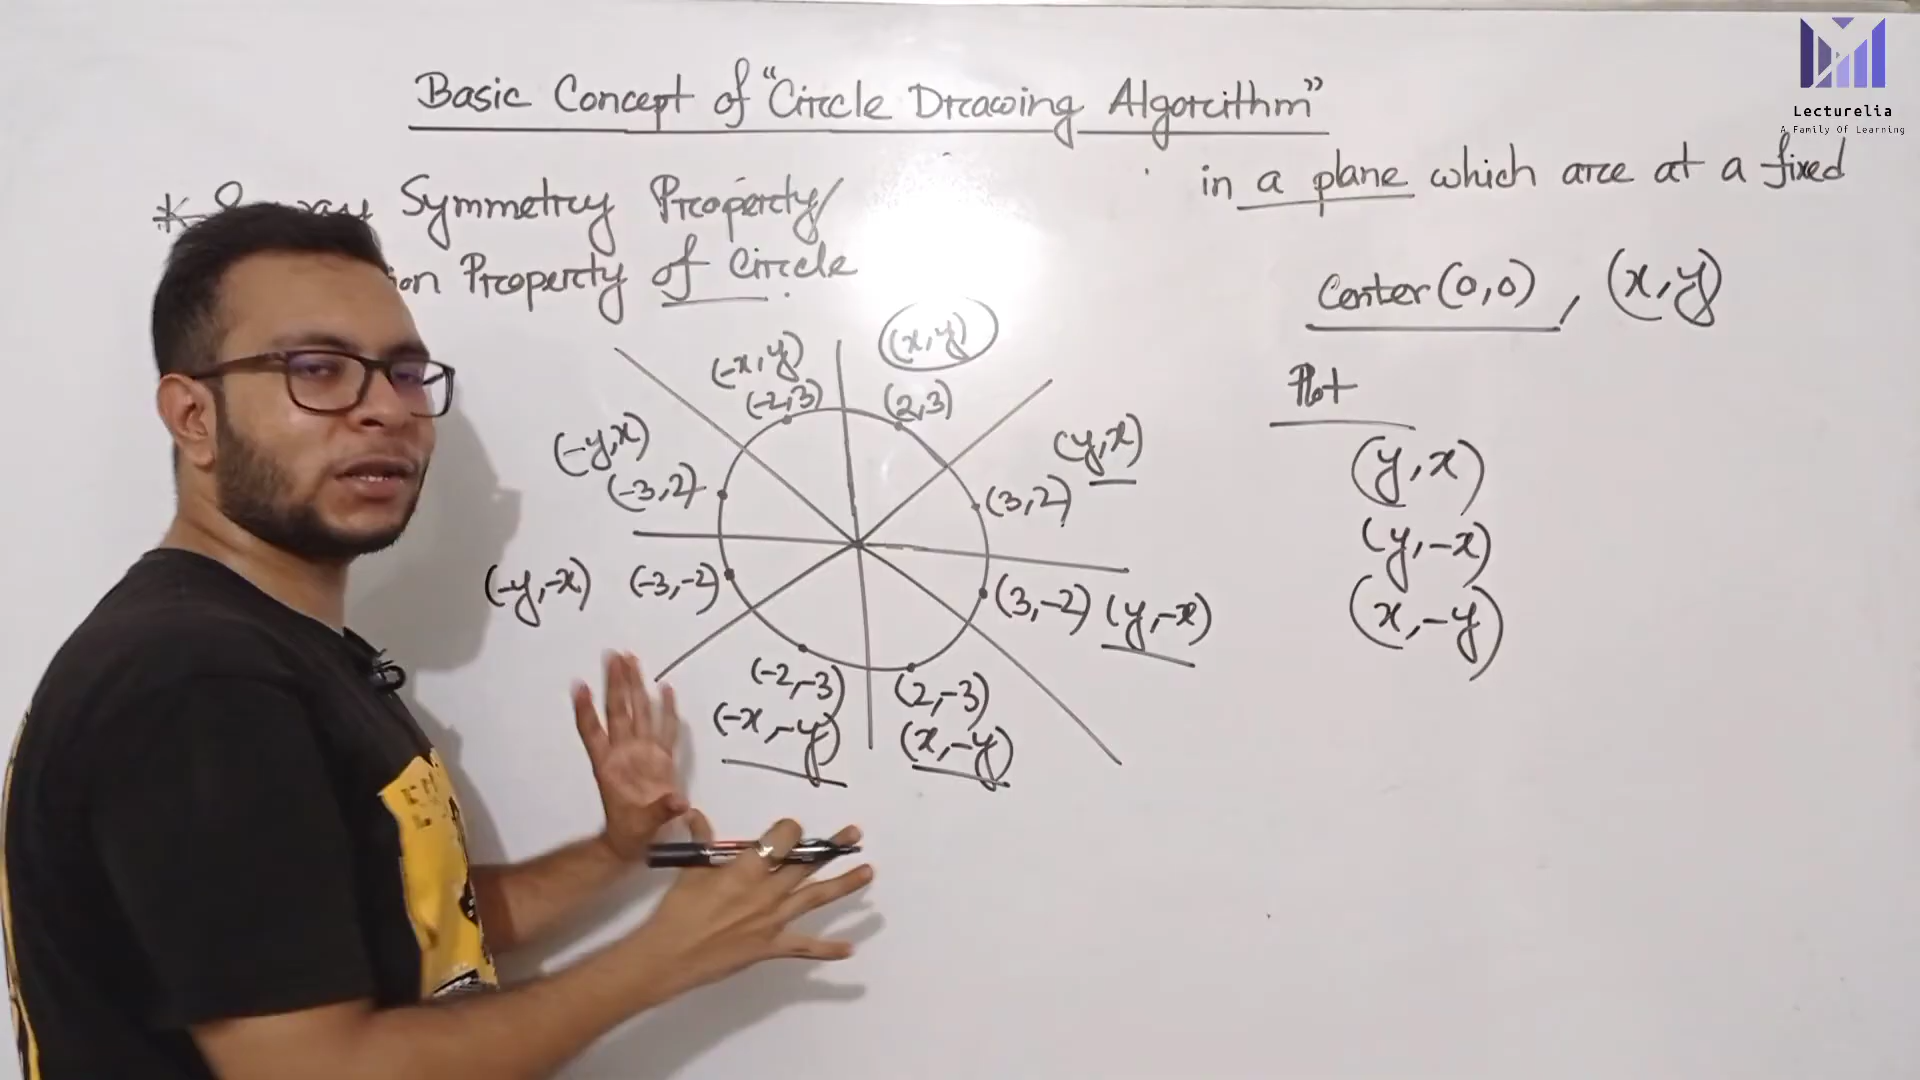 Basic Concept of "Circle Drawing Algorithm"
* Symmetry Property/
Property of Circle
in a plane which are at a fixed
Center (0,0), (x,y)
Plot
(y,x)
(y,-x)
(x,-y)
(-x,y) (x,y)
(-2,3) (2,3)
(-y,x) (y,x)
(-3,2) (3,2)
(-y,-x) (-3,-2) (3,-2) (y,-x)
(-2,-3) (2,-3)
(-x,-y) (x,-y)
Lecturelia
A Family Of Learning